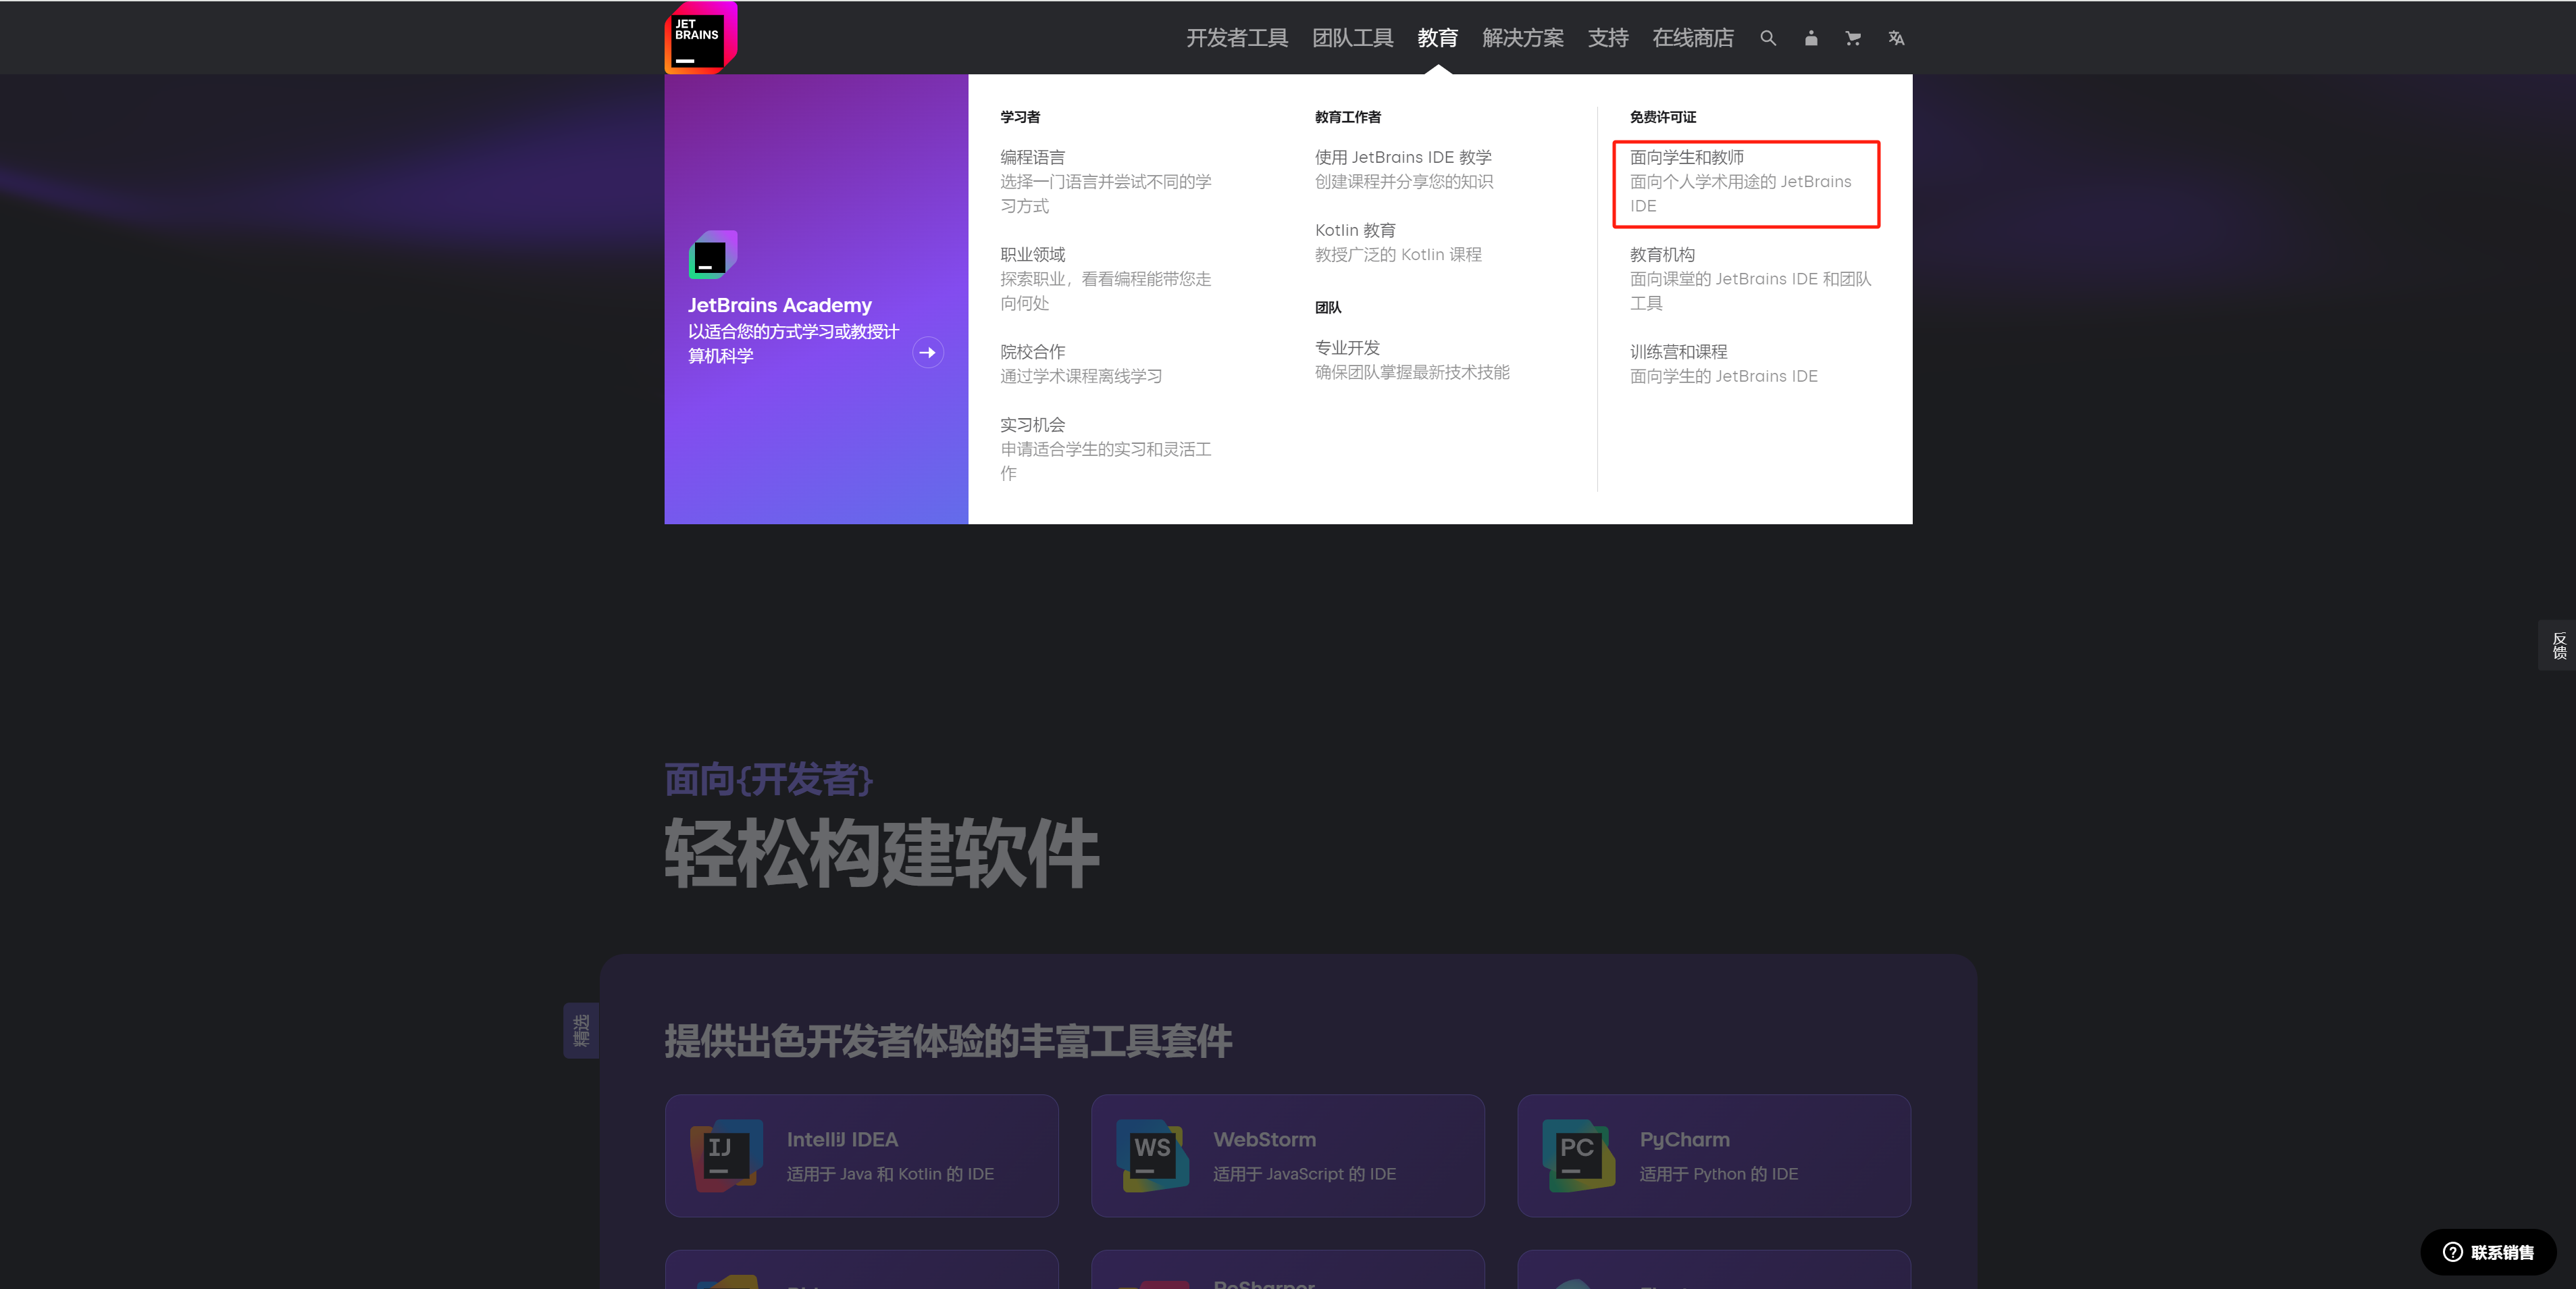 JET
BRAINS
开发者工具 团队工具 教育 解决方案 支持 在线商店
JetBrains Academy
以适合您的方式学习或教授计
算机科学
学习者
编程语言
选择一门语言并尝试不同的学
习方式
职业领域
探索职业，看看编程能带您走
向何处
院校合作
通过学术课程离线学习
实习机会
申请适合学生的实习和灵活工
作
教育工作者
使用 JetBrains IDE 教学
创建课程并分享您的知识
Kotlin 教育
教授广泛的 Kotlin 课程
团队
专业开发
确保团队掌握最新技术技能
免费许可证
面向学生和教师
面向个人学术用途的 JetBrains
IDE
教育机构
面向课堂的 JetBrains IDE 和团队
工具
训练营和课程
面向学生的 JetBrains IDE
反馈
面向{开发者}
轻松构建软件
精选
提供出色开发者体验的丰富工具套件
IJ
IntelliJ IDEA
适用于 Java 和 Kotlin 的 IDE
WS
WebStorm
适用于 JavaScript 的 IDE
PC
PyCharm
适用于 Python 的 IDE
ReSharper
联系销售